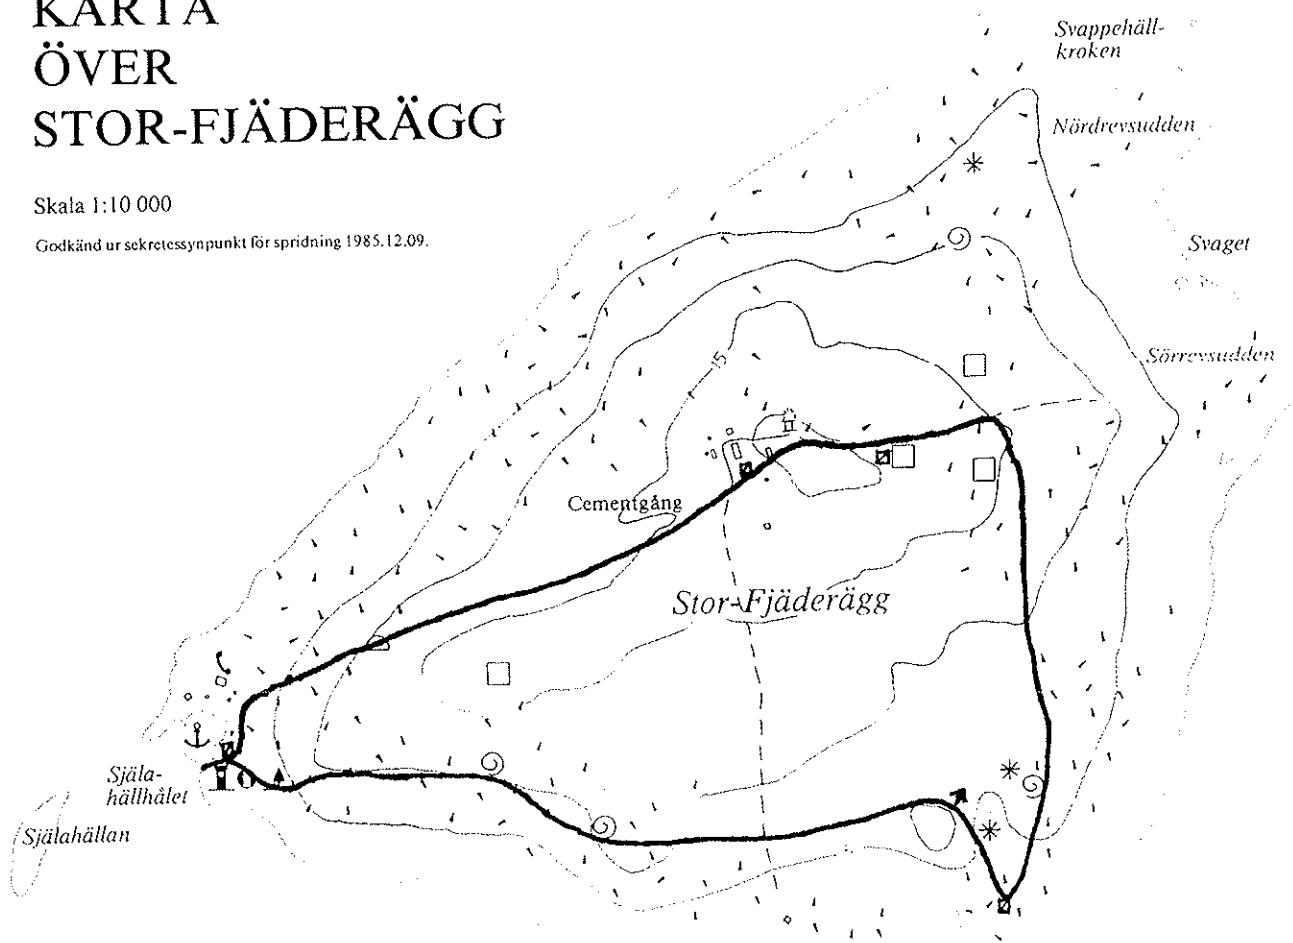 KARTA
ÖVER
STOR-FJÄDERÄGG
Skala 1:10 000
Godkänd ur sekretessynpunkt för spridning 1985.12.09.
Svappehäll-
kroken
Nördrevsudden
Svaget
Sörrevsudden
15
Cementgång
Stor-Fjäderägg
Själa-
hällhålet
Själahällan